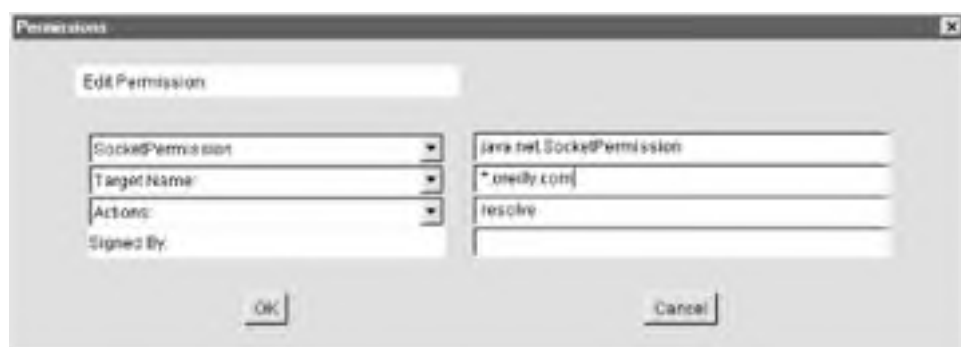 Permissions
Edit Permission:
SocketPermission java.net.SocketPermission
Target Name: *.oreilly.com
Actions: resolve
Signed By:
OK Cancel